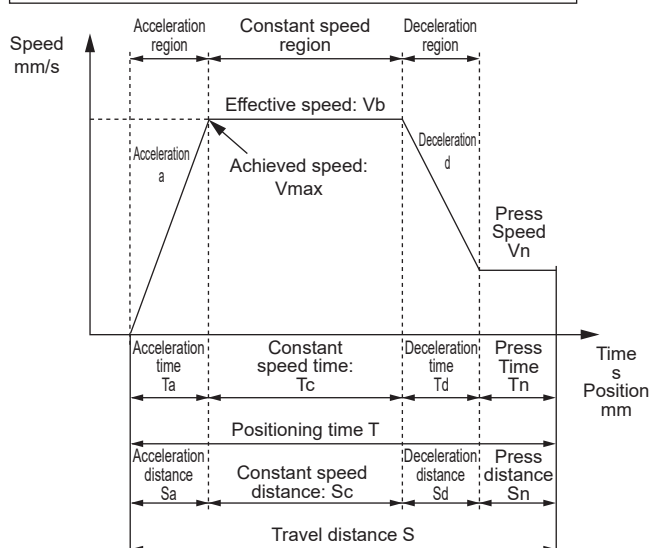 Acceleration
region
Constant speed
region
Deceleration
region
Speed
mm/s
Effective speed: Vb
Acceleration
a
Achieved speed:
Vmax
Deceleration
d
Press
Speed
Vn
Acceleration
time
Ta
Constant
speed time:
Tc
Deceleration
time
Td
Press
Time
Tn
Time
s
Position
mm
Positioning time T
Acceleration
distance
Sa
Constant speed
distance: Sc
Deceleration
distance
Sd
Press
distance
Sn
Travel distance S